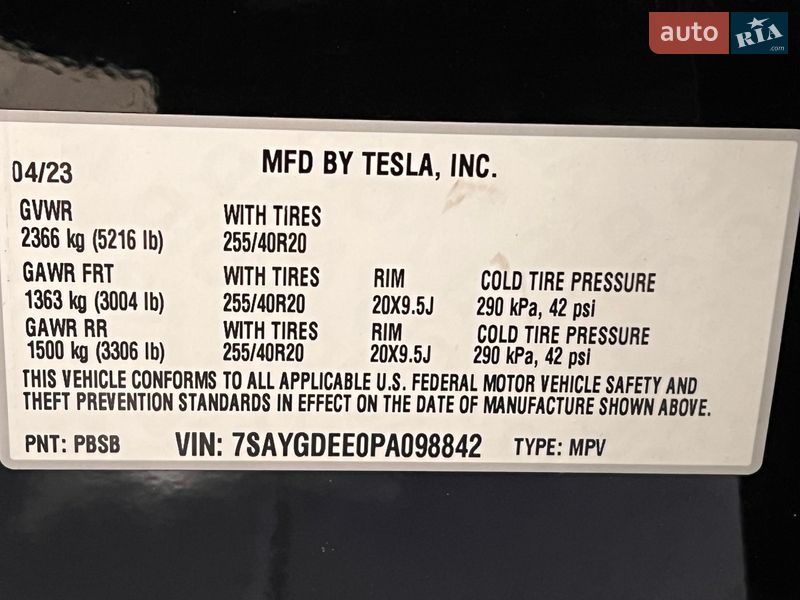 auto RIA .com
04/23 MFD BY TESLA, INC.
GVWR WITH TIRES
2366 kg (5216 lb) 255/40R20
GAWR FRT WITH TIRES RIM COLD TIRE PRESSURE
1363 kg (3004 lb) 255/40R20 20X9.5J 290 kPa, 42 psi
GAWR RR WITH TIRES RIM COLD TIRE PRESSURE
1500 kg (3306 lb) 255/40R20 20X9.5J 290 kPa, 42 psi
THIS VEHICLE CONFORMS TO ALL APPLICABLE U.S. FEDERAL MOTOR VEHICLE SAFETY AND
THEFT PREVENTION STANDARDS IN EFFECT ON THE DATE OF MANUFACTURE SHOWN ABOVE.
PNT: PBSB VIN: 7SAYGDEE0PA098842 TYPE: MPV